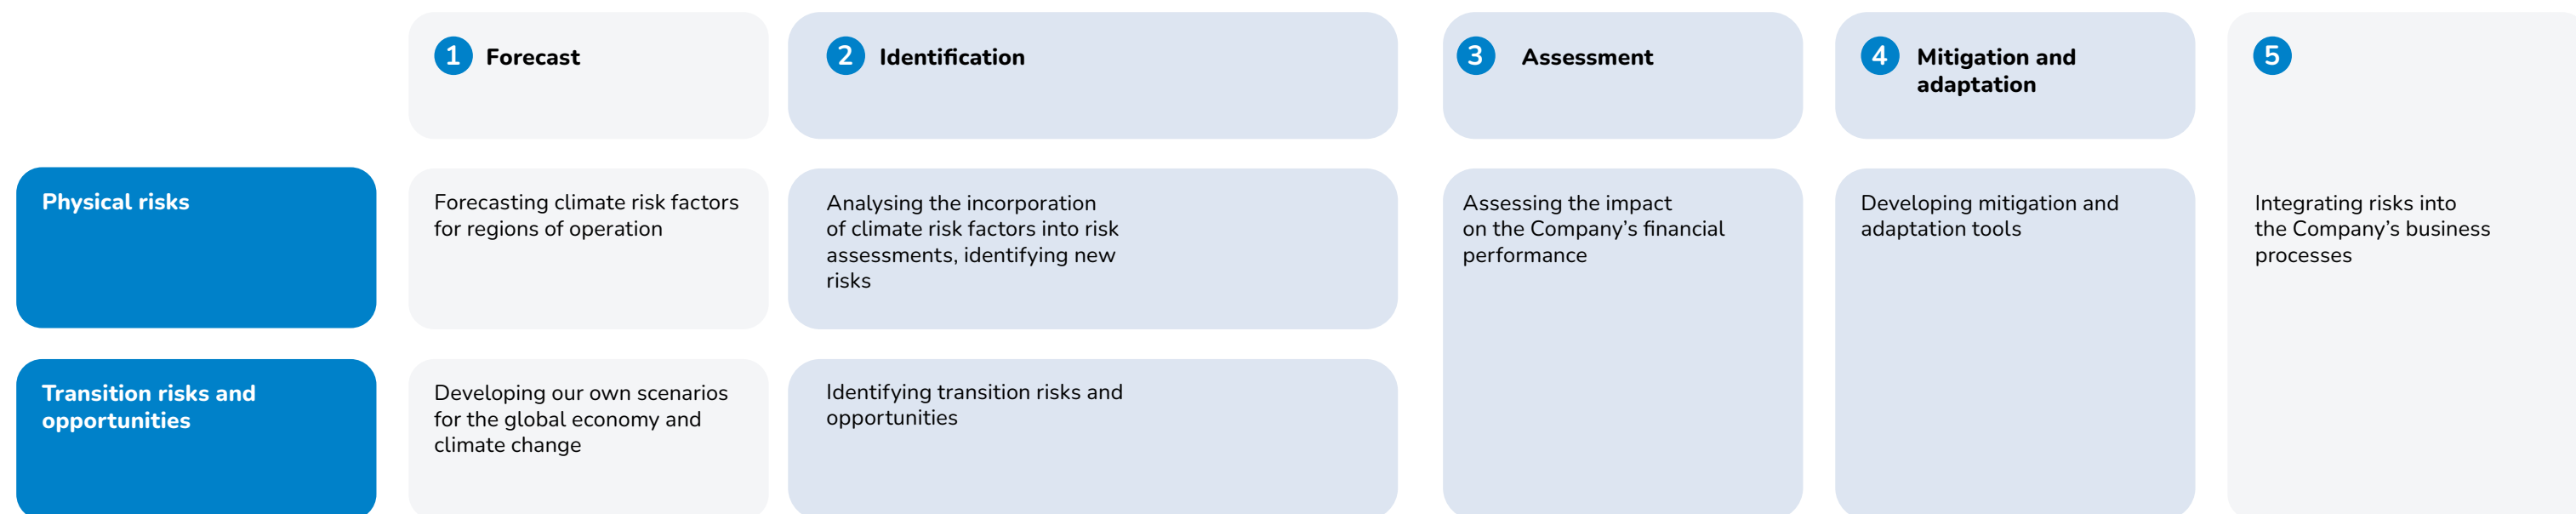 1 Forecast
2 Identification
3 Assessment
4 Mitigation and
adaptation
5
Physical risks
Forecasting climate risk factors
for regions of operation
Analysing the incorporation
of climate risk factors into risk
assessments, identifying new
risks
Assessing the impact
on the Company’s financial
performance
Developing mitigation and
adaptation tools
Integrating risks into
the Company’s business
processes
Transition risks and
opportunities
Developing our own scenarios
for the global economy and
climate change
Identifying transition risks and
opportunities